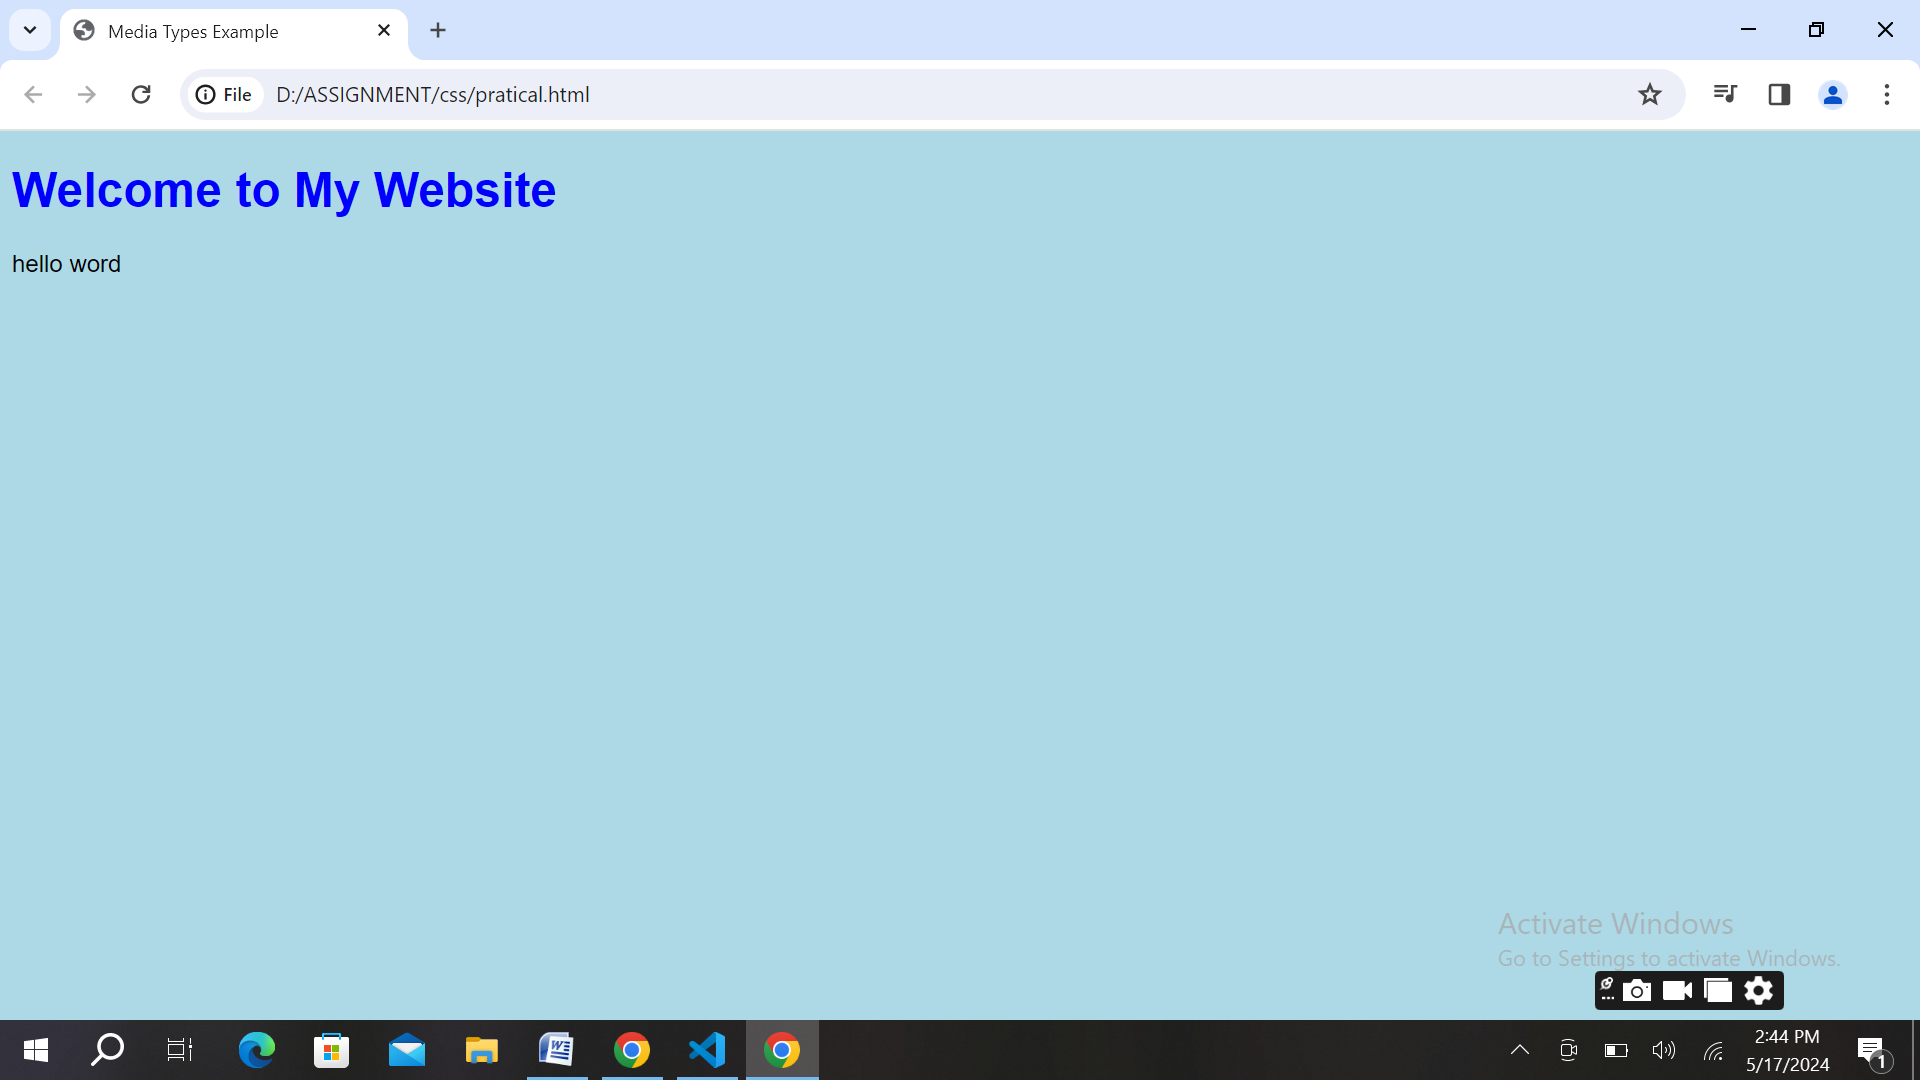 Media Types Example
File D:/ASSIGNMENT/css/pratical.html
Welcome to My Website
hello word
Activate Windows
Go to Settings to activate Windows.
2:44 PM
5/17/2024
1